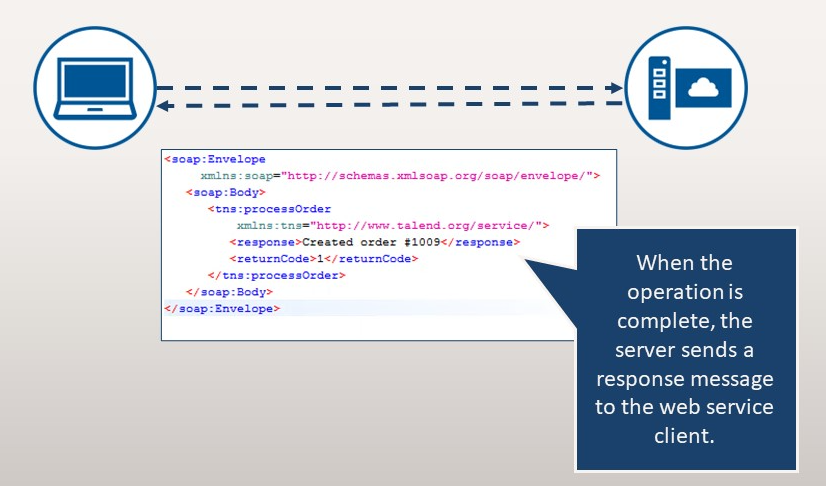 <soap:Envelope
xmlns:soap="http://schemas.xmlsoap.org/soap/envelope/">
<soap:Body>
<tns:processOrder
xmlns:tns="http://www.talend.org/service/">
<response>Created order #1009</response>
<returnCode>1</returnCode>
</tns:processOrder>
</soap:Body>
</soap:Envelope>
When the
operation is
complete, the
server sends a
response message
to the web service
client.